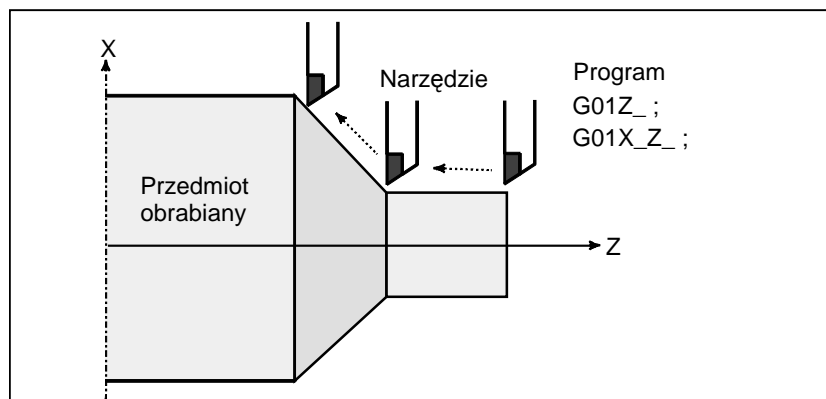 X
Narzędzie
Program
G01Z_ ;
G01X_Z_ ;
Przedmiot
obrabiany
Z